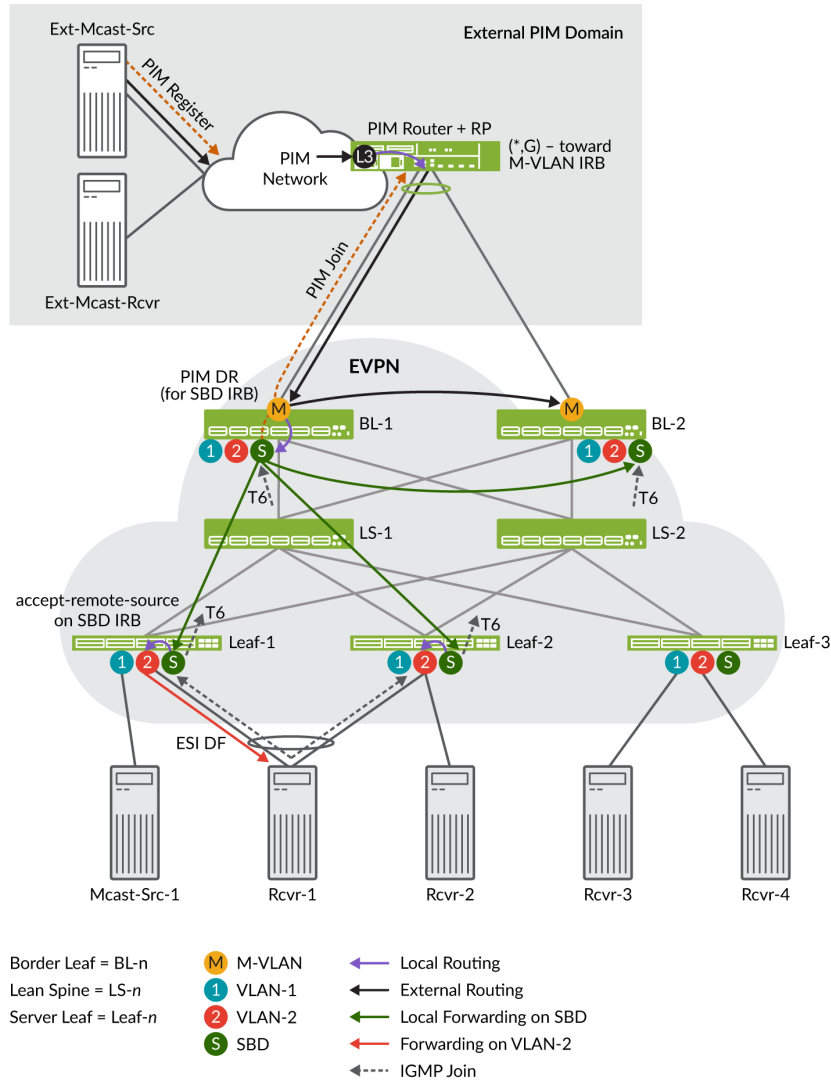 Ext-Mcast-Src
External PIM Domain
PIM Register
PIM Router + RP
(*,G) – toward
M-VLAN IRB
L3
PIM
Network
Ext-Mcast-Rcvr
PIM Join
EVPN
PIM DR
(for SBD IRB)
M
M
BL-1
BL-2
1 2 S
1 2 S
T6
T6
LS-1
LS-2
accept-remote-source
on SBD IRB
T6
T6
Leaf-1
Leaf-2
Leaf-3
1 2 S
1 2 S
1 2 S
ESI DF
Mcast-Src-1
Rcvr-1
Rcvr-2
Rcvr-3
Rcvr-4
Border Leaf = BL-n
M M-VLAN
Local Routing
Lean Spine = LS-n
1 VLAN-1
External Routing
Server Leaf = Leaf-n
2 VLAN-2
Local Forwarding on SBD
S SBD
Forwarding on VLAN-2
IGMP Join